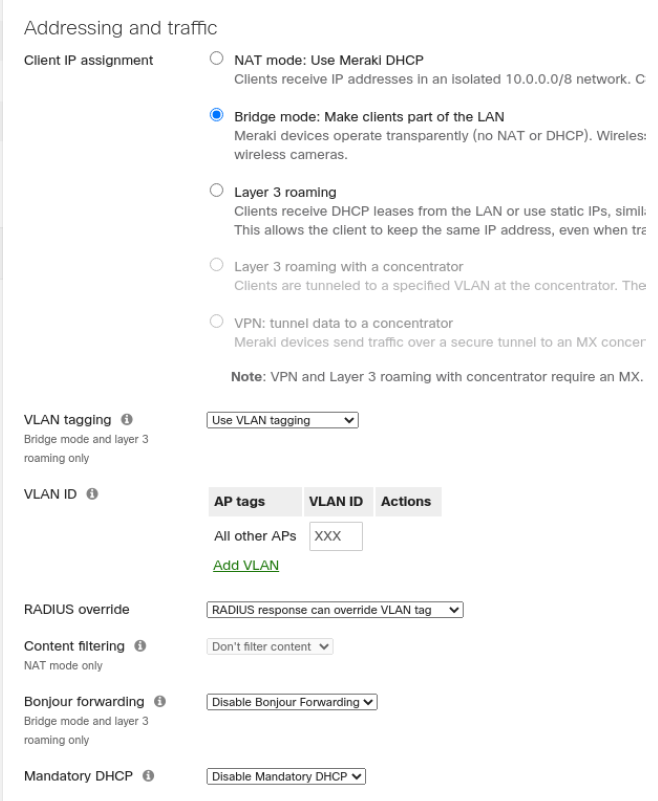 Addressing and traffic
Client IP assignment
NAT mode: Use Meraki DHCP
Clients receive IP addresses in an isolated 10.0.0.0/8 network.
Bridge mode: Make clients part of the LAN
Meraki devices operate transparently (no NAT or DHCP).
wireless cameras.
Layer 3 roaming
Clients receive DHCP leases from the LAN or use static IPs,
This allows the client to keep the same IP address, even when
Layer 3 roaming with a concentrator
Clients are tunneled to a specified VLAN at the concentrator. The
VPN: tunnel data to a concentrator
Meraki devices send traffic over a secure tunnel to an MX
Note: VPN and Layer 3 roaming with concentrator require an MX.
VLAN tagging
Use VLAN tagging
Bridge mode and layer 3
roaming only
VLAN ID
AP tags VLAN ID Actions
All other APs XXX
Add VLAN
RADIUS override
RADIUS response can override VLAN tag
Content filtering
Don't filter content
NAT mode only
Bonjour forwarding
Disable Bonjour Forwarding
Bridge mode and layer 3
roaming only
Mandatory DHCP
Disable Mandatory DHCP